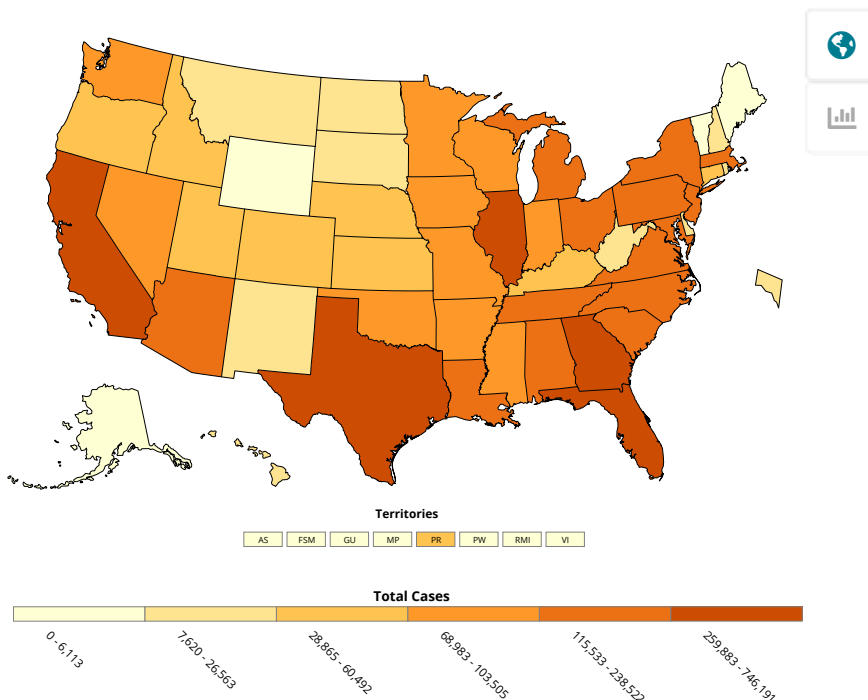 Territories
AS FSM GU MP PR PW RMI VI
Total Cases
0 - 6,113
7,620 - 26,563
28,865 - 60,492
68,983 - 103,505
115,533 - 238,522
259,883 - 746,191